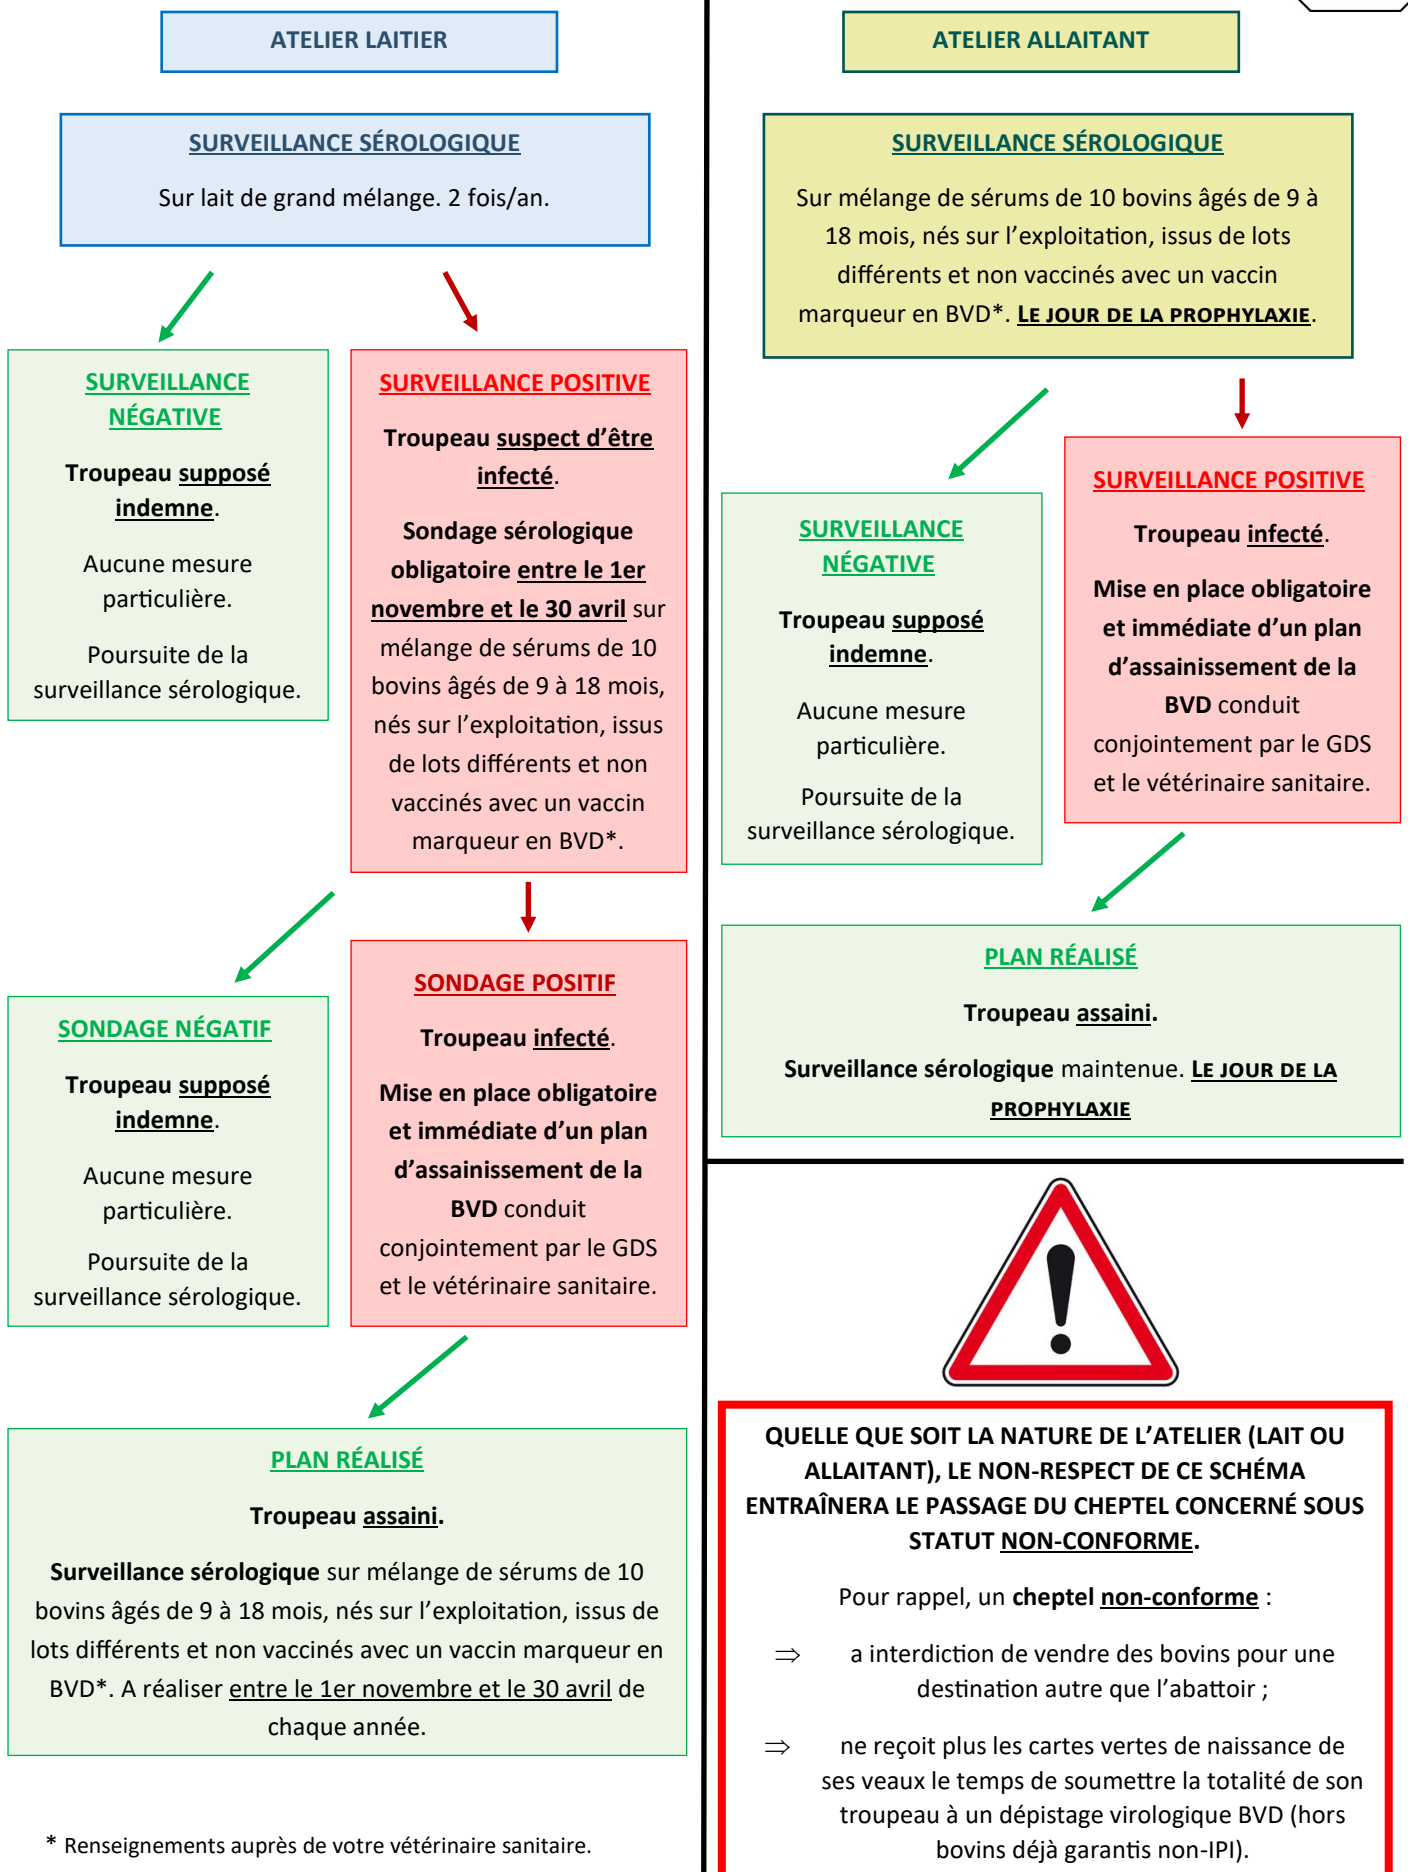 ATELIER LAITIER
SURVEILLANCE SÉROLOGIQUE
Sur lait de grand mélange. 2 fois/an.
SURVEILLANCE
NÉGATIVE
Troupeau supposé
indemne.
Aucune mesure
particulière.
Poursuite de la
surveillance sérologique.
SURVEILLANCE POSITIVE
Troupeau suspect d’être
infecté.
Sondage sérologique
obligatoire entre le 1er
novembre et le 30 avril sur
mélange de sérums de 10
bovins âgés de 9 à 18 mois,
nés sur l’exploitation, issus
de lots différents et non
vaccinés avec un vaccin
marqueur en BVD*.
SONDAGE NÉGATIF
Troupeau supposé
indemne.
Aucune mesure
particulière.
Poursuite de la
surveillance sérologique.
SONDAGE POSITIF
Troupeau infecté.
Mise en place obligatoire
et immédiate d’un plan
d’assainissement de la
BVD conduit
conjointement par le GDS
et le vétérinaire sanitaire.
PLAN RÉALISÉ
Troupeau assaini.
Surveillance sérologique sur mélange de sérums de 10
bovins âgés de 9 à 18 mois, nés sur l’exploitation, issus de
lots différents et non vaccinés avec un vaccin marqueur en
BVD*. A réaliser entre le 1er novembre et le 30 avril de
chaque année.
* Renseignements auprès de votre vétérinaire sanitaire.
ATELIER ALLAITANT
SURVEILLANCE SÉROLOGIQUE
Sur mélange de sérums de 10 bovins âgés de 9 à
18 mois, nés sur l’exploitation, issus de lots
différents et non vaccinés avec un vaccin
marqueur en BVD*. LE JOUR DE LA PROPHYLAXIE.
SURVEILLANCE
NÉGATIVE
Troupeau supposé
indemne.
Aucune mesure
particulière.
Poursuite de la
surveillance sérologique.
SURVEILLANCE POSITIVE
Troupeau infecté.
Mise en place obligatoire
et immédiate d’un plan
d’assainissement de la
BVD conduit
conjointement par le GDS
et le vétérinaire sanitaire.
PLAN RÉALISÉ
Troupeau assaini.
Surveillance sérologique maintenue. LE JOUR DE LA
PROPHYLAXIE
QUELLE QUE SOIT LA NATURE DE L’ATELIER (LAIT OU
ALLAITANT), LE NON-RESPECT DE CE SCHÉMA
ENTRAÎNERA LE PASSAGE DU CHEPTEL CONCERNÉ SOUS
STATUT NON-CONFORME.
Pour rappel, un cheptel non-conforme :
⇒ a interdiction de vendre des bovins pour une
destination autre que l’abattoir ;
⇒ ne reçoit plus les cartes vertes de naissance de
ses veaux le temps de soumettre la totalité de son
troupeau à un dépistage virologique BVD (hors
bovins déjà garantis non-IPI).